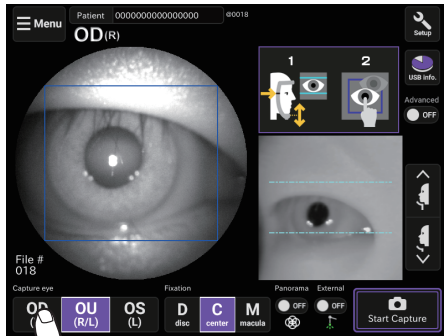 Menu
Patient 0000000000000000 @0018
OD(R)
Setup
1 2
USB info.
Advanced
OFF
File #
018
Capture eye Fixation Panorama External
OD
OU
(R/L)
OS
(L)
D
disc
C
center
M
macula
OFF
OFF
Start Capture